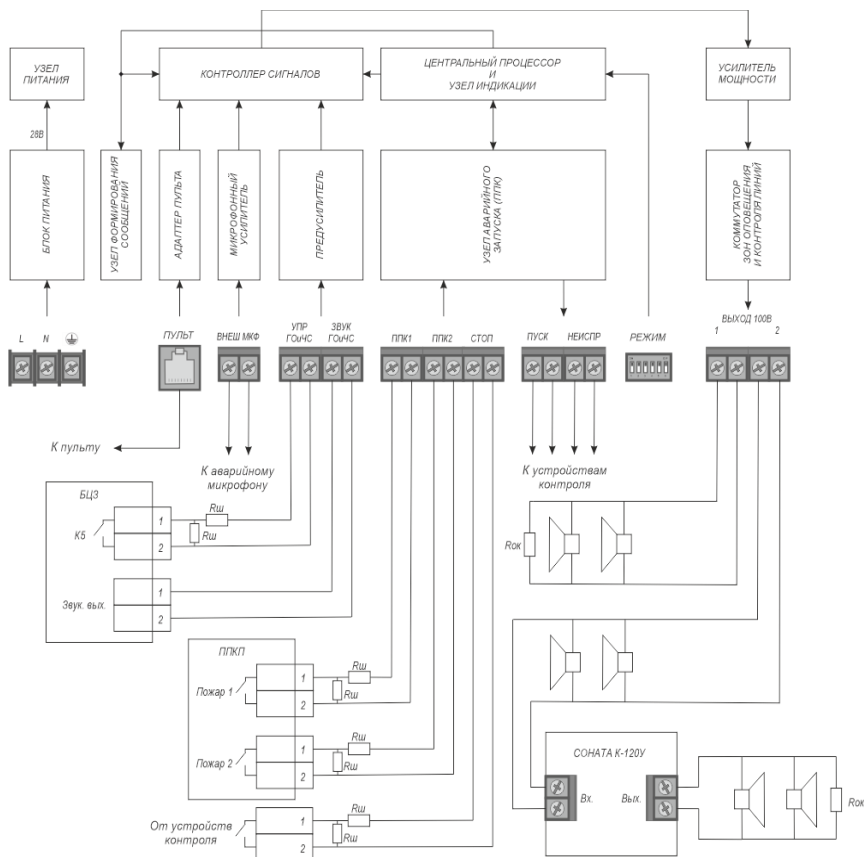 УЗЕЛ
ПИТАНИЯ
КОНТРОЛЛЕР СИГНАЛОВ
ЦЕНТРАЛЬНЫЙ ПРОЦЕССОР
И
УЗЕЛ ИНДИКАЦИИ
УСИЛИТЕЛЬ
МОЩНОСТИ
28В
БЛОК ПИТАНИЯ
УЗЕЛ ФОРМИРОВАНИЯ
СООБЩЕНИЙ
АДАПТЕР ПУЛЬТА
МИКРОФОННЫЙ
УСИЛИТЕЛЬ
ПРЕДУСИЛИТЕЛЬ
УЗЕЛ АВАРИЙНОГО
ЗАПУСКА (ППК)
КОММУТАТОР
ЗОН ОПОВЕЩЕНИЯ
И КОНТРОЛЯ ЛИНИЙ
L N
ПУЛЬТ
ВНЕШ МКФ
УПР
ГОиЧС
ЗВУК
ГОиЧС
ППК1
ППК2
СТОП
ПУСК
НЕИСПР
РЕЖИМ
ВЫХОД 100В
1 2
К пульту
К аварийному
микрофону
К устройствам
контроля
БЦЗ
К5
1
2
Rш
Rш
Звук. вых.
1
2
Rок
ППКП
Пожар 1
1
2
Rш
Rш
Пожар 2
1
2
Rш
Rш
От устройств
контроля
1
2
Rш
Rш
СОНАТА К-120У
Вх.
Вых.
Rок